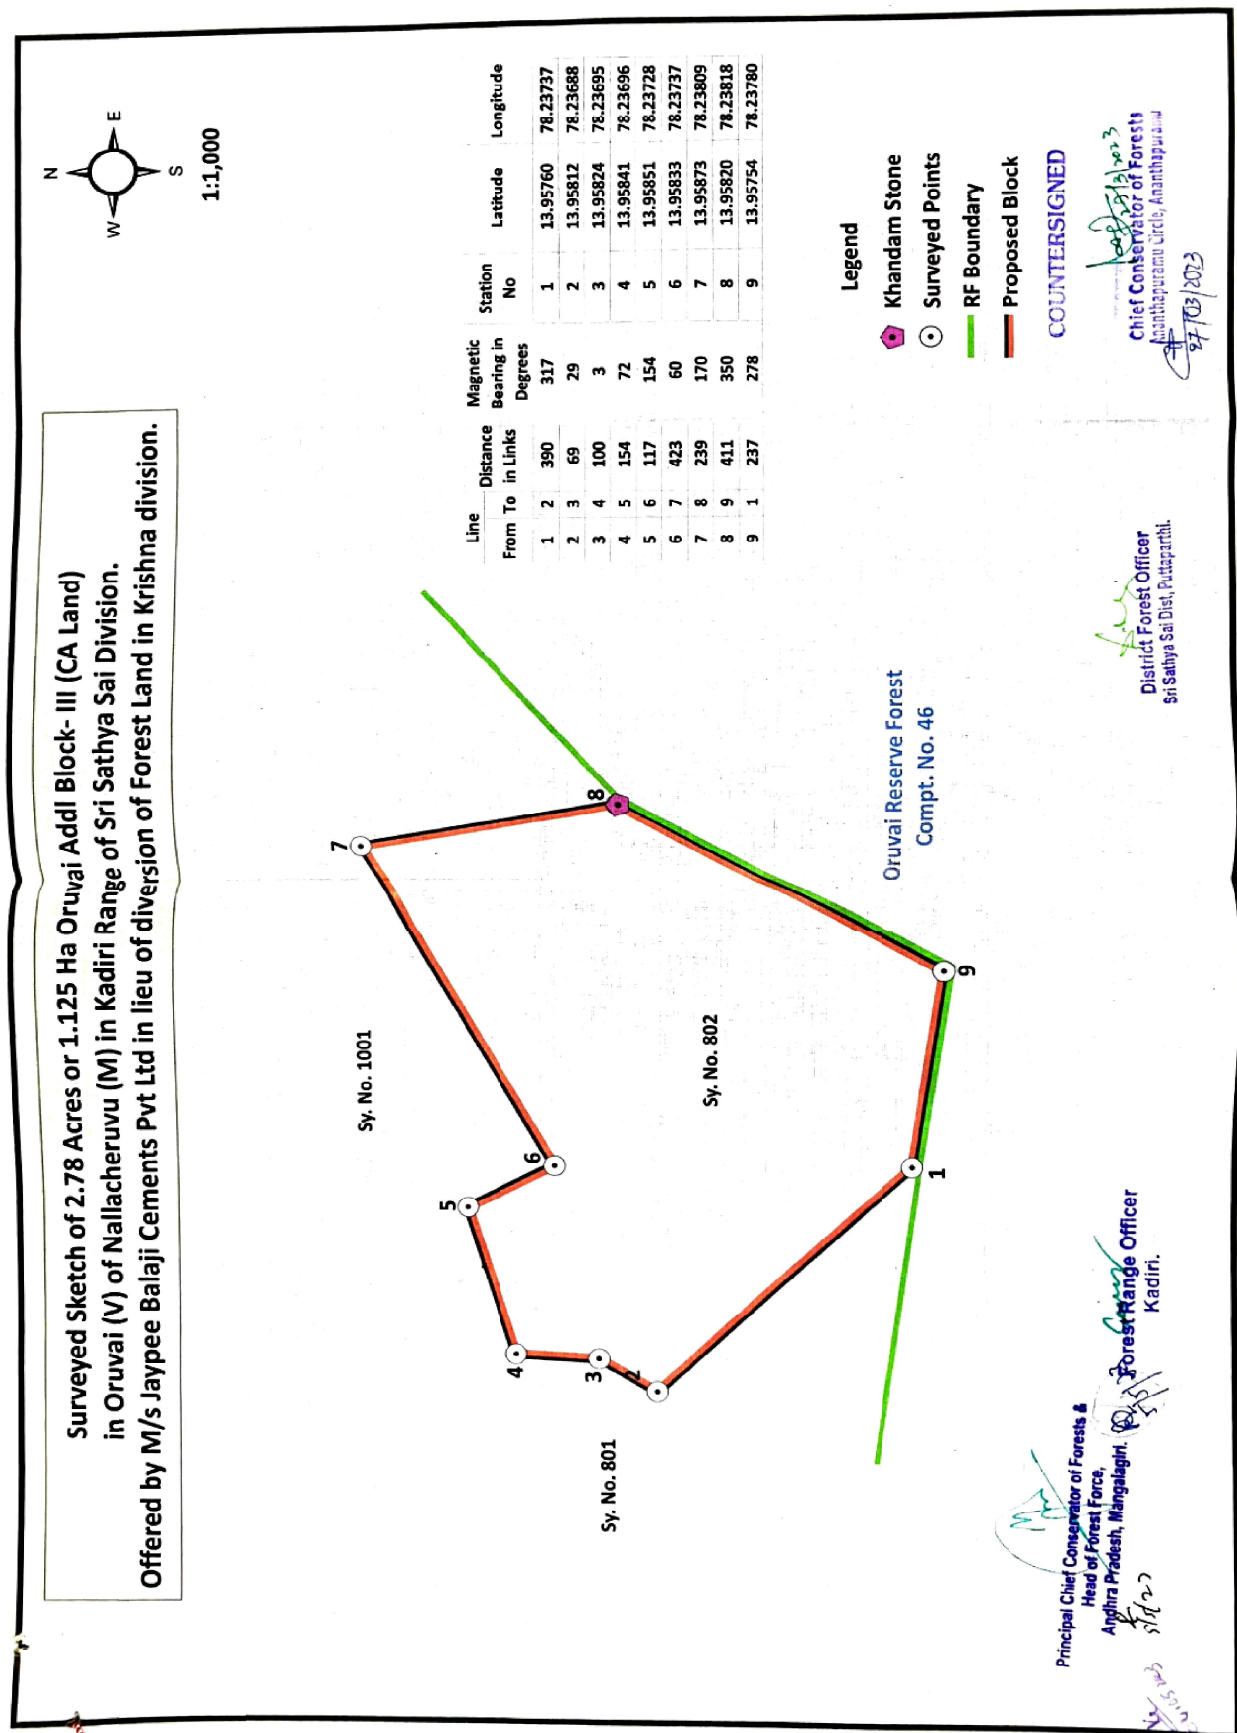 Surveyed Sketch of 2.78 Acres or 1.125 Ha Oruvai Addl Block- III (CA Land)
in Oruvai (V) of Nallacheruvu (M) in Kadiri Range of Sri Sathya Sai Division.
Offered by M/s Jaypee Balaji Cements Pvt Ltd in lieu of diversion of Forest Land in Krishna division.
N
W E
S
1:1,000
Sy. No. 1001
Sy. No. 801
Sy. No. 802
1
2
3
4
5
6
7
8
9
Oruvai Reserve Forest
Compt. No. 46
Line Distance Magnetic Station Latitude Longitude
From To in Links Bearing in No
Degrees
1 2 390 317 1 13.95760 78.23737
2 3 69 29 2 13.95812 78.23688
3 4 100 3 3 13.95824 78.23695
4 5 154 72 4 13.95841 78.23696
5 6 117 154 5 13.95851 78.23728
6 7 423 60 6 13.95833 78.23737
7 8 239 170 7 13.95873 78.23809
8 9 411 350 8 13.95820 78.23818
9 1 237 278 9 13.95754 78.23780
Legend
Khandam Stone
Surveyed Points
RF Boundary
Proposed Block
COUNTERSIGNED
Chief Conservator of Forests
Ananthapuramu Circle, Ananthapuramu
27/03/2023
District Forest Officer
Sri Sathya Sai Dist, Puttaparthi.
Forest Range Officer
Kadiri.
Principal Chief Conservator of Forests &
Head of Forest Force,
Andhra Pradesh, Mangalagiri.